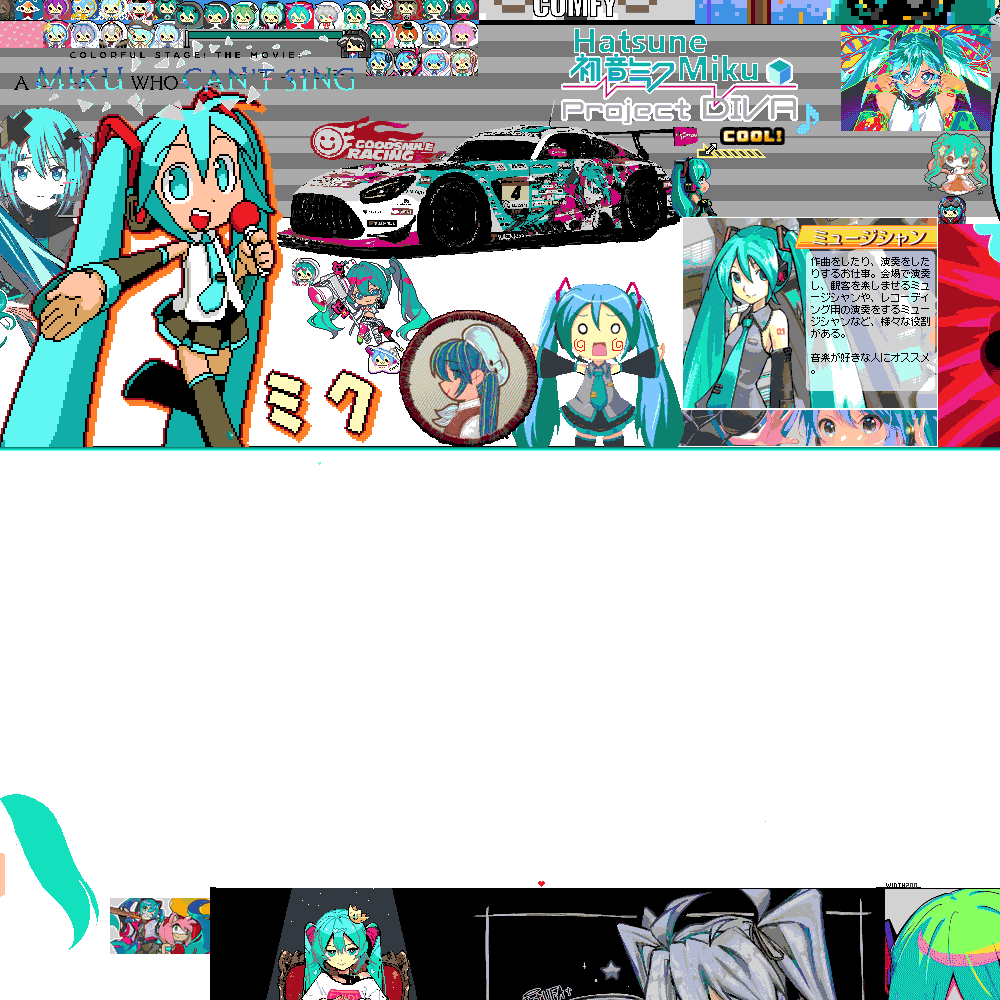 COMFY
COLORFUL STAGE! THE MOVIE:
A MIKU WHO CAN'T SING
Hatsune
初音ミク Miku
Project DIVA
GOODSMILE
RACING
COOL!
4
ミク
ミュージシャン
作曲をしたり、演奏をした
りするお仕事。会場で演奏
し、観客を楽しませるミュ
ージシャンや、レコーディ
ング用の演奏をするミュー
ジシャンなど、様々な役割
がある。
音楽が好きな人にオススメ
。